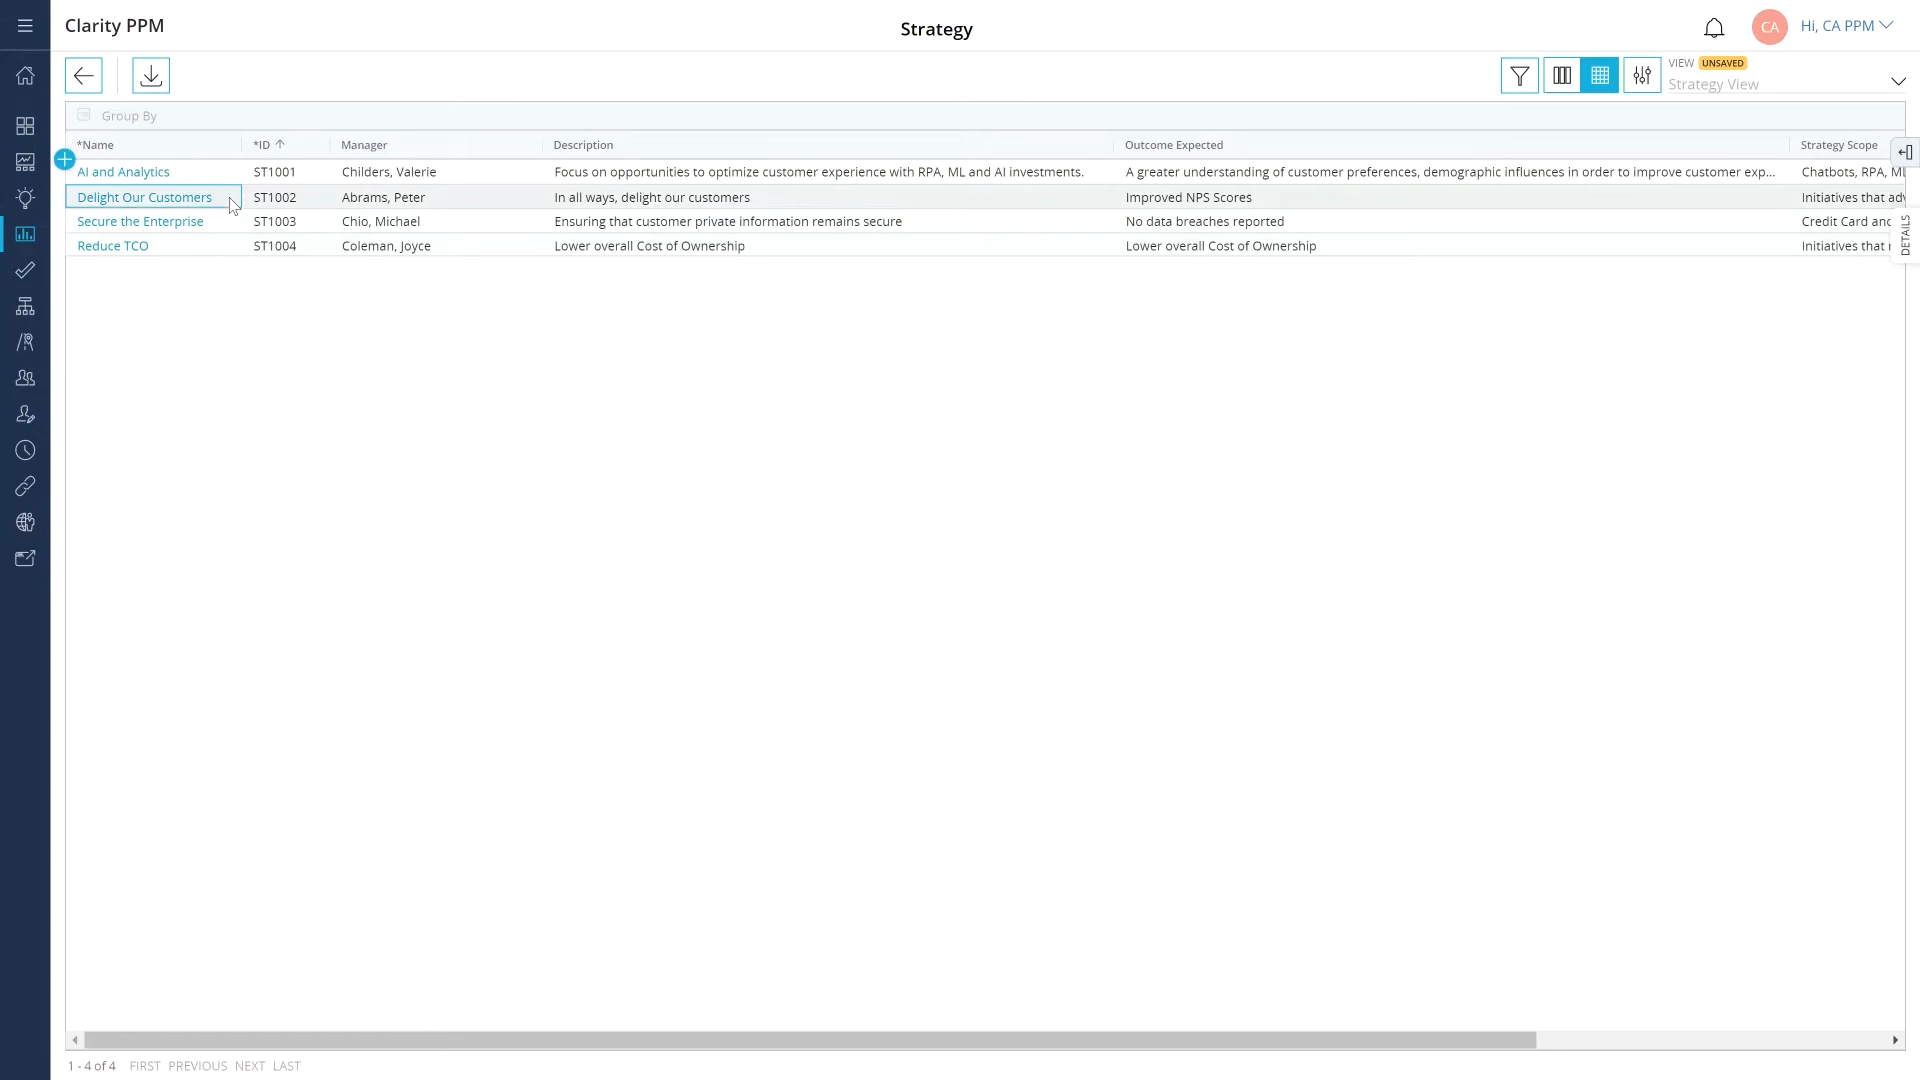 Clarity PPM
Strategy
CA
Hi, CA PPM
VIEW UNSAVED
Strategy View
Group By
*Name *ID Manager Description Outcome Expected Strategy Scope
AI and Analytics ST1001 Childers, Valerie Focus on opportunities to optimize customer experience with RPA, ML and AI investments. A greater understanding of customer preferences, demographic influences in order to improve customer exp... Chatbots, RPA, ML
Delight Our Customers ST1002 Abrams, Peter In all ways, delight our customers Improved NPS Scores Initiatives that
Secure the Enterprise ST1003 Chio, Michael Ensuring that customer private information remains secure No data breaches reported Credit Card and
Reduce TCO ST1004 Coleman, Joyce Lower overall Cost of Ownership Lower overall Cost of Ownership Initiatives that
DETAILS
1 - 4 of 4 FIRST PREVIOUS NEXT LAST